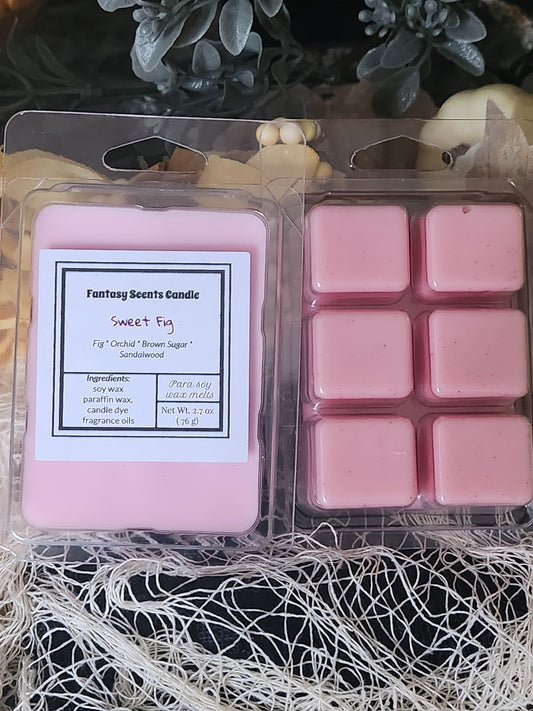 Fantasy Scents Candle
Sweet Fig
Fig * Orchid * Brown Sugar *
Sandalwood
Ingredients:
soy wax
paraffin wax,
candle dye
fragrance oils
Para soy
wax melts
Net Wt. 2.7 oz
( 76 g)